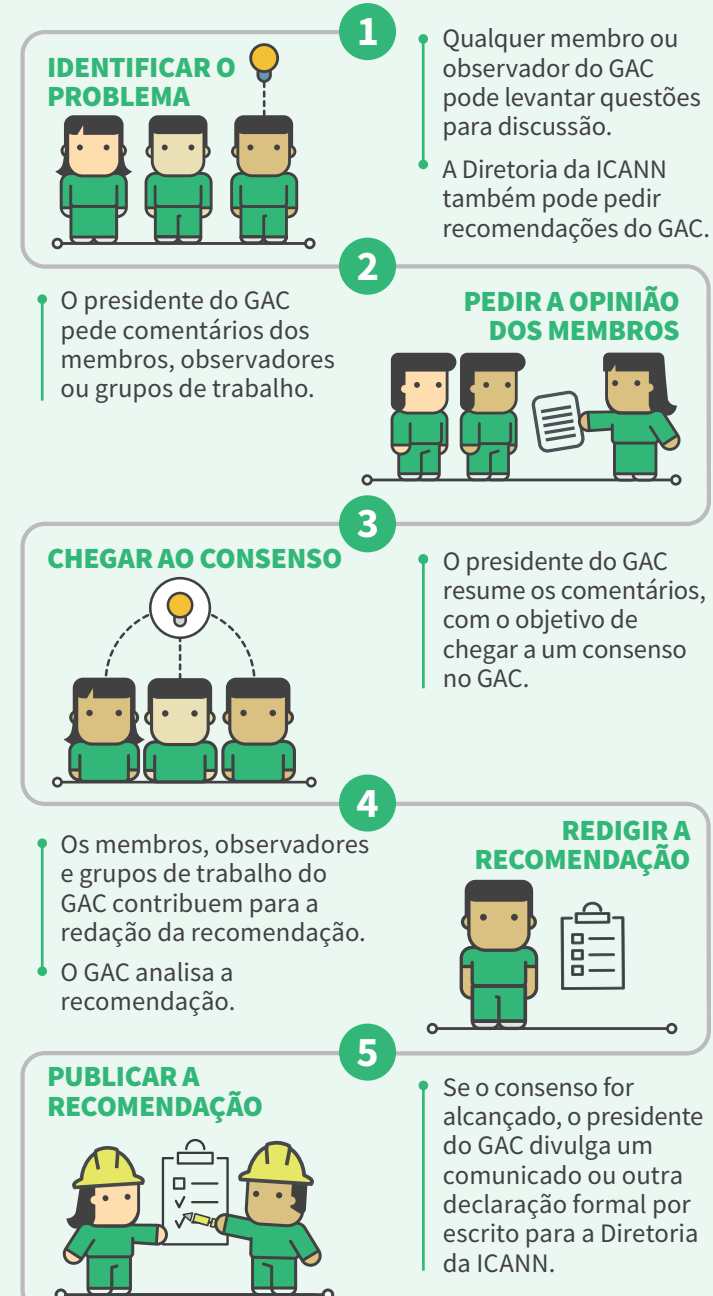 1
IDENTIFICAR O
PROBLEMA
Qualquer membro ou
observador do GAC
pode levantar questões
para discussão.
A Diretoria da ICANN
também pode pedir
recomendações do GAC.
2
PEDIR A OPINIÃO
DOS MEMBROS
O presidente do GAC
pede comentários dos
membros, observadores
ou grupos de trabalho.
3
CHEGAR AO CONSENSO
O presidente do GAC
resume os comentários,
com o objetivo de
chegar a um consenso
no GAC.
4
REDIGIR A
RECOMENDAÇÃO
Os membros, observadores
e grupos de trabalho do
GAC contribuem para a
redação da recomendação.
O GAC analisa a
recomendação.
5
PUBLICAR A
RECOMENDAÇÃO
Se o consenso for
alcançado, o presidente
do GAC divulga um
comunicado ou outra
declaração formal por
escrito para a Diretoria
da ICANN.